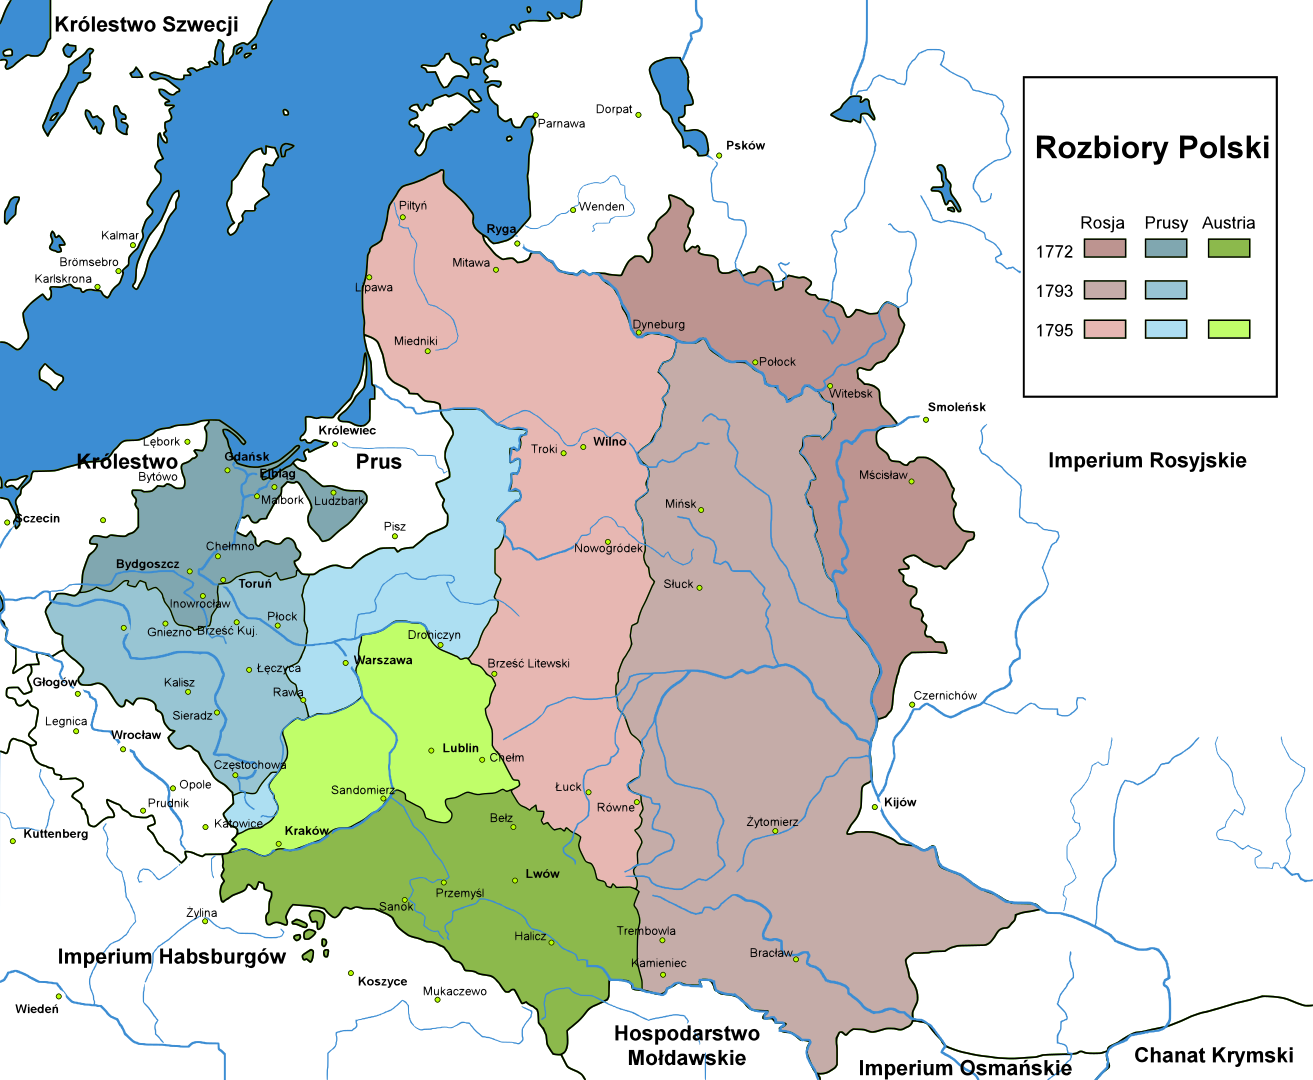 Królestwo Szwecji
Dorpat
Parnawa
Psków
Rozbiory Polski
Rosja Prusy Austria
1772
1793
1795
Piltyń
Wenden
Ryga
Kalmar
Mitawa
Brömsebro
Karlskrona
Lipawa
Dyneburg
Miedniki
Połock
Witebsk
Smoleńsk
Królewiec
Lębork
Wilno
Troki
Gdańsk
Królestwo
Prus
Imperium Rosyjskie
Elbląg
Bytówo
Mścisław
Malbork
Ludzbark
Mińsk
Sczecin
Pisz
Chełmno
Nowogródek
Bydgoszcz
Toruń
Słuck
Inowrocław
Płock
Gniezno
Brześć Kuj.
Drohiczyn
Warszawa
Brześć Litewski
Łęczyca
Głogów
Kalisz
Rawa
Czernichów
Sieradz
Legnica
Wrocław
Lublin
Chełm
Częstochowa
Opole
Sandomierz
Łuck
Prudnik
Równe
Kijów
Bełz
Żytomierz
Katowice
Kraków
Kuttenberg
Lwów
Przemyśl
Sanok
Żylina
Trembowla
Halicz
Bracław
Imperium Habsburgów
Kamieniec
Koszyce
Mukaczewo
Wiedeń
Hospodarstwo
Mołdawskie
Chanat Krymski
Imperium Osmańskie